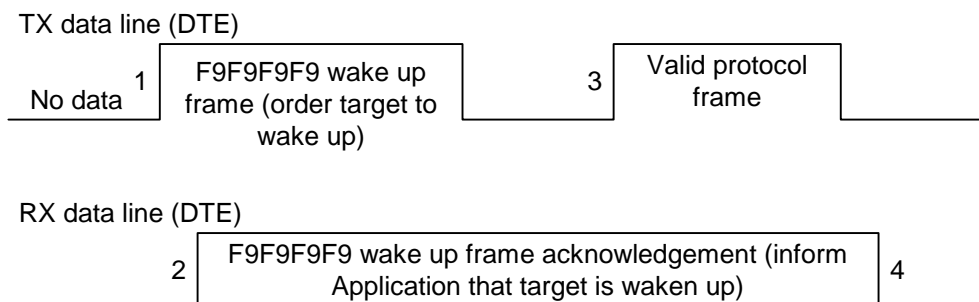 TX data line (DTE)
No data
1
F9F9F9F9 wake up
frame (order target to
wake up)
3
Valid protocol
frame
RX data line (DTE)
2
F9F9F9F9 wake up frame acknowledgement (inform
Application that target is waken up)
4